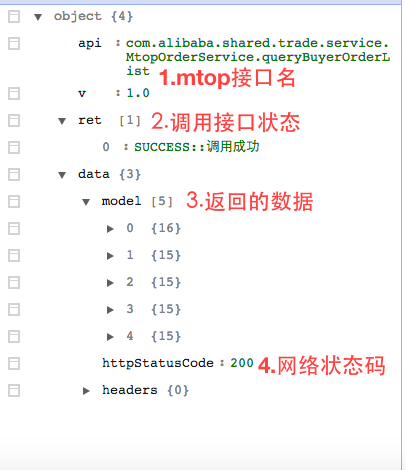 object {4}
api : com.alibaba.shared.trade.service.
MtopOrderService.queryBuyerOrderL
ist 1.mtop接口名
v : 1.0
ret [1] 2.调用接口状态
0 : SUCCESS::调用成功
data {3}
model [5] 3.返回的数据
0 {16}
1 {15}
2 {15}
3 {15}
4 {15}
httpStatusCode : 200 4.网络状态码
headers {0}